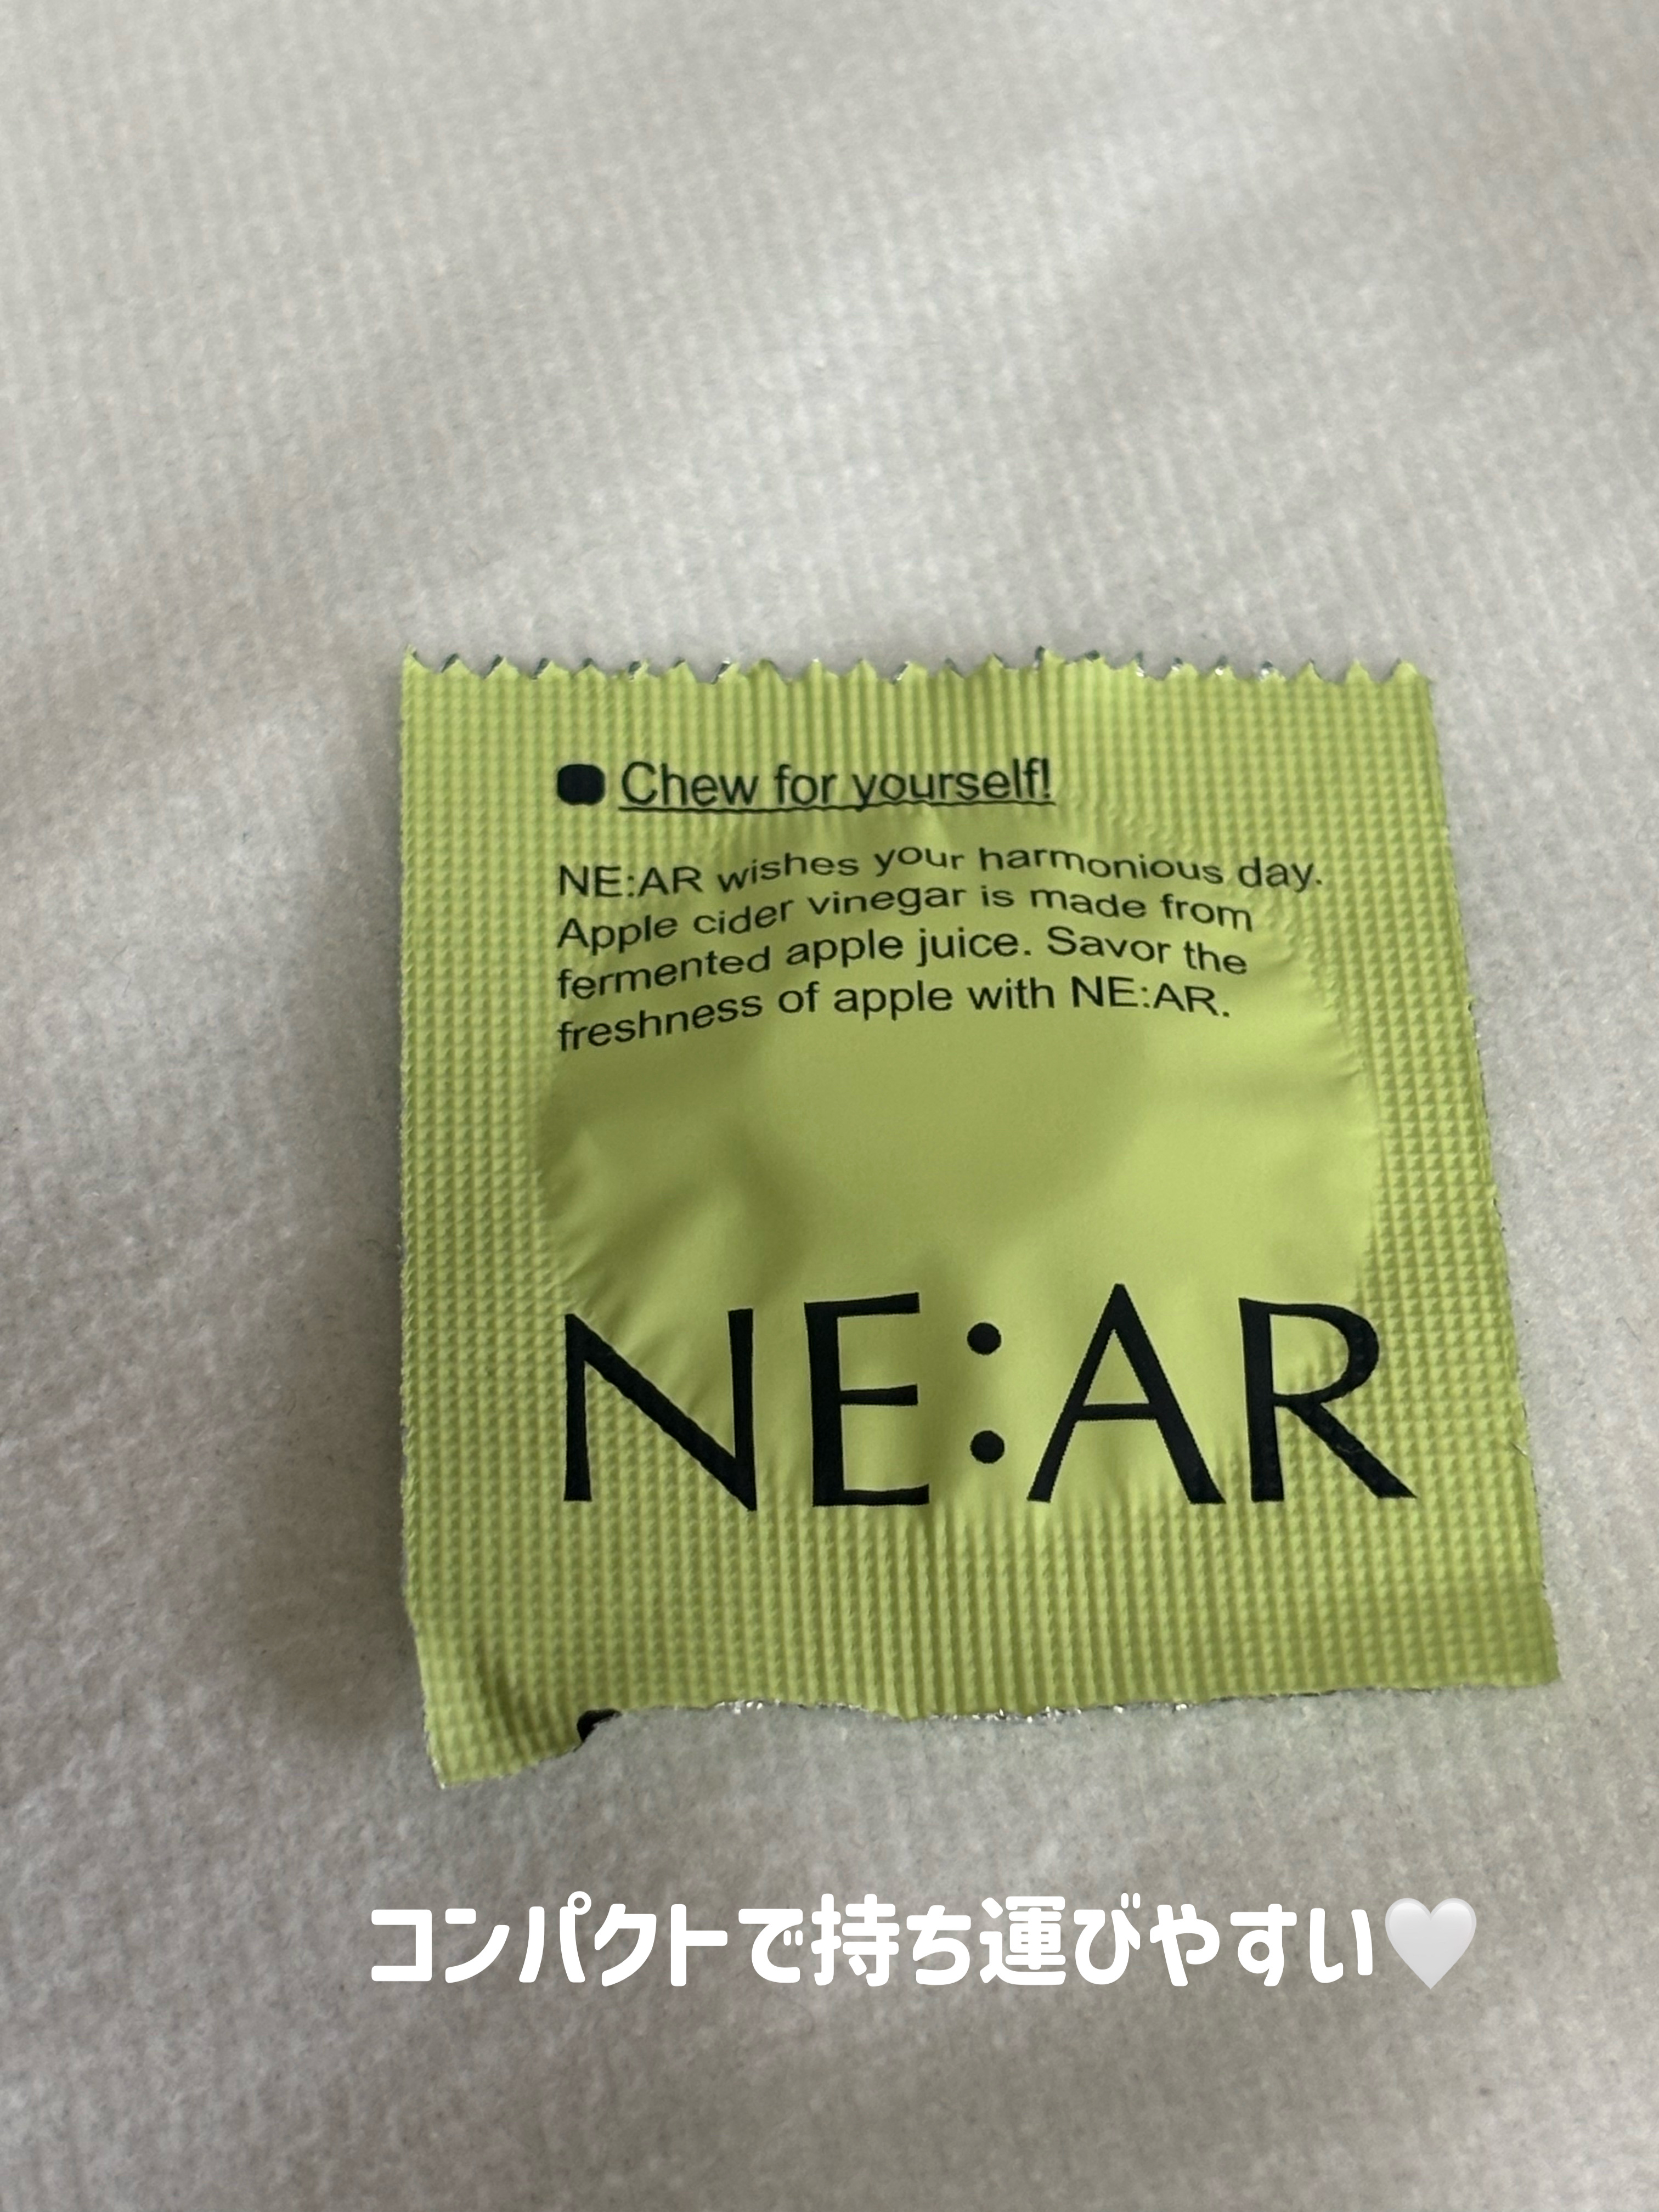 Chew for yourself!
NE:AR wishes your harmonious day.
Apple cider vinegar is made from
fermented apple juice. Savor the
freshness of apple with NE:AR.
NE:AR
コンパクトで持ち運びやすい🤍